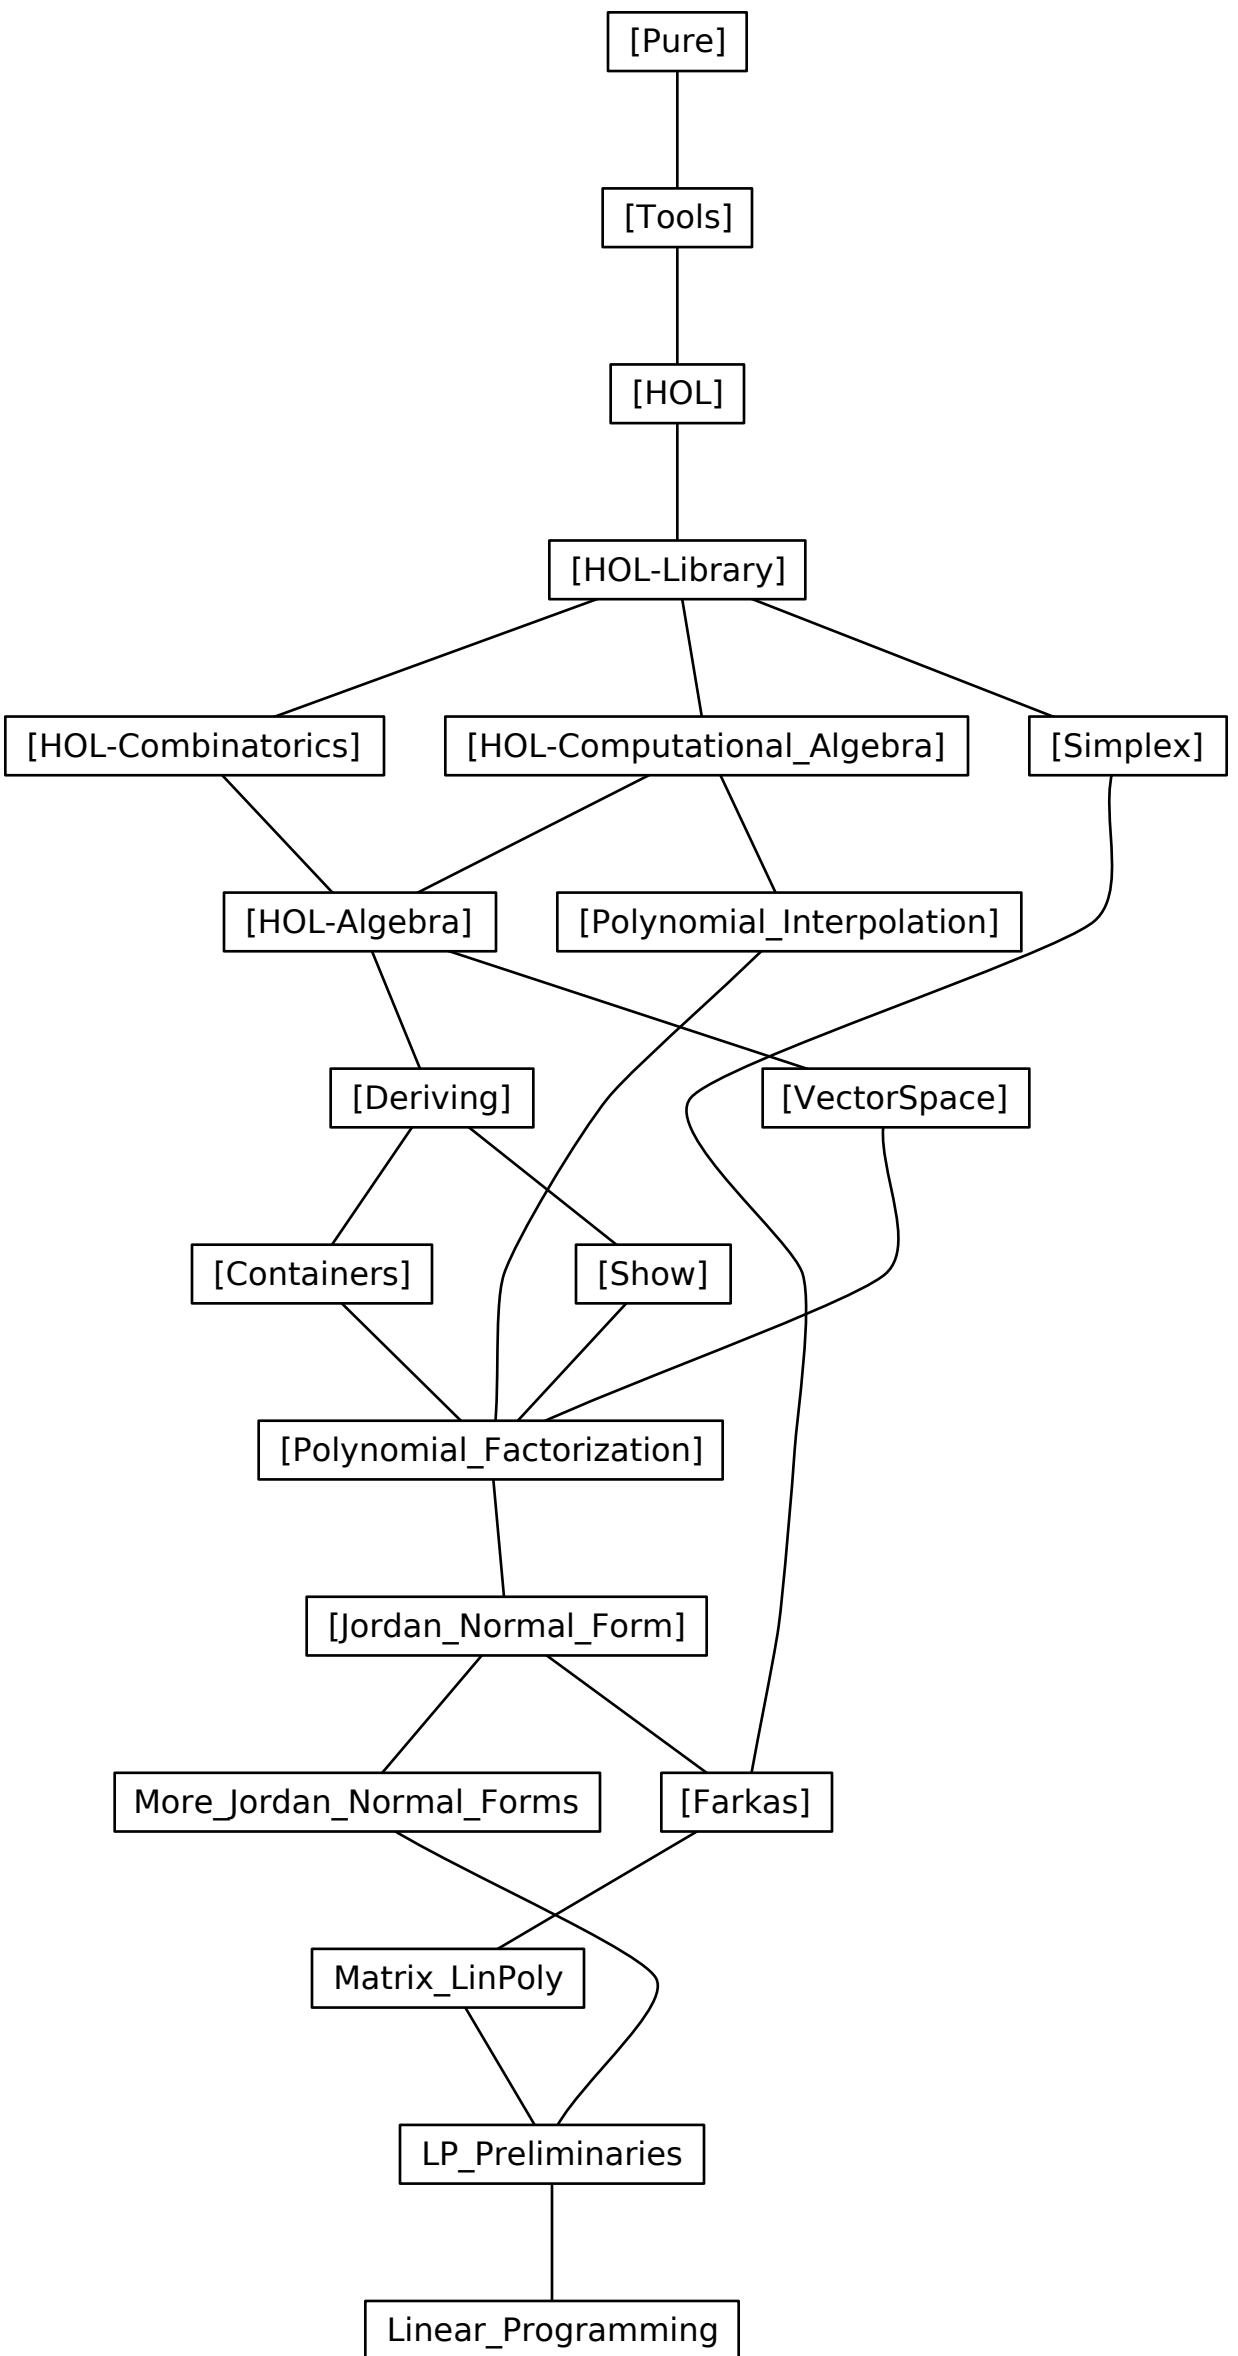 [Pure]
[Tools]
[HOL]
[HOL-Library]
[HOL-Combinatorics]
[HOL-Computational_Algebra]
[Simplex]
[HOL-Algebra]
[Polynomial_Interpolation]
[Deriving]
[VectorSpace]
[Containers]
[Show]
[Polynomial_Factorization]
[Jordan_Normal_Form]
More_Jordan_Normal_Forms
[Farkas]
Matrix_LinPoly
LP_Preliminaries
Linear_Programming